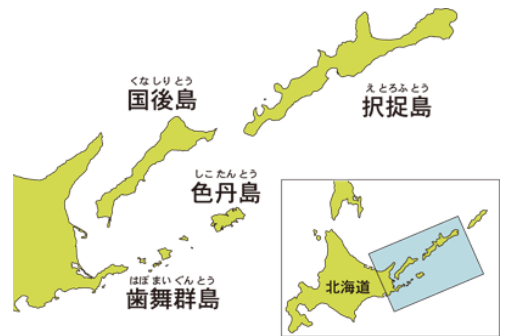 くなしりとう
国後島
えとろふとう
択捉島
しこたんとう
色丹島
はぼまいぐんとう
歯舞群島
北海道